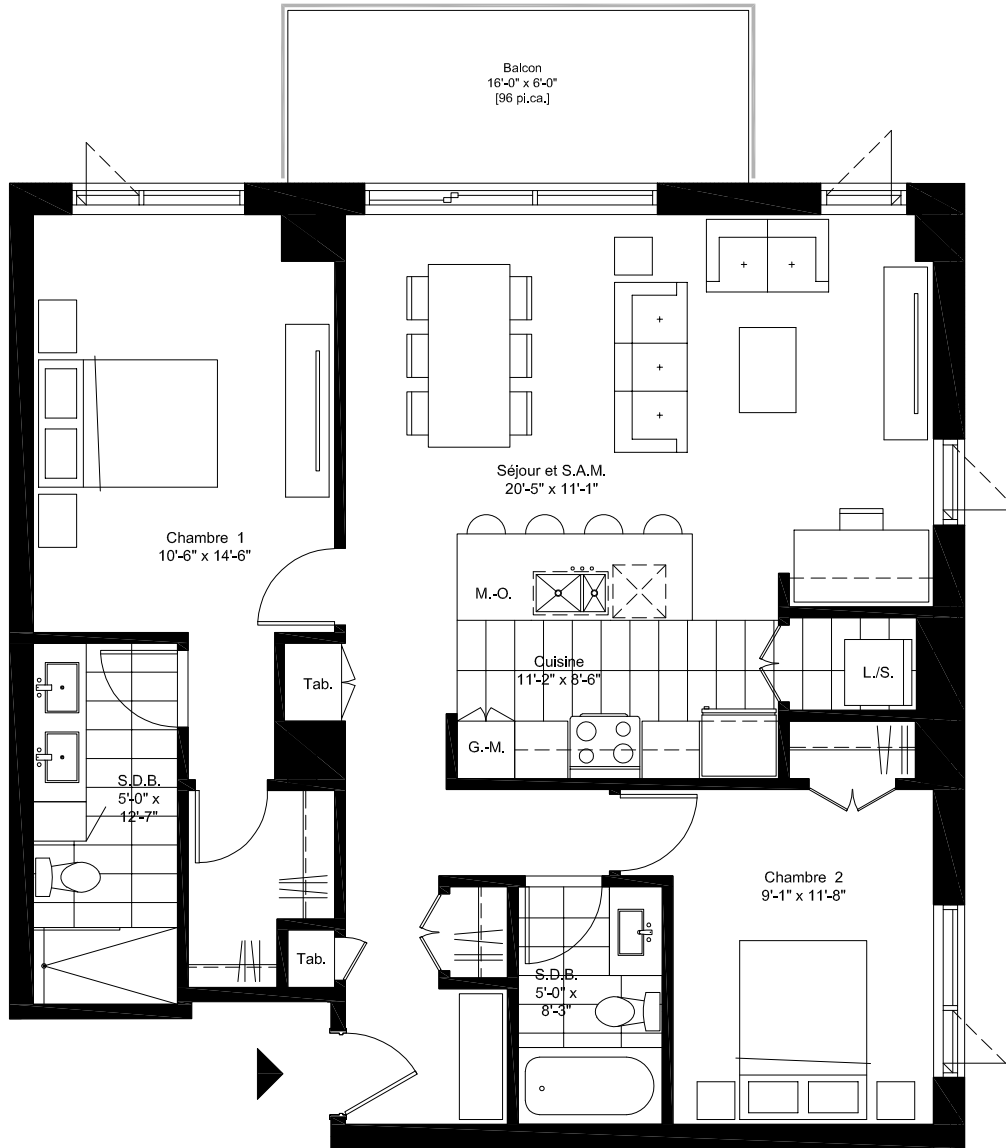 Balcon
16'-0" x 6'-0"
[96 pi.ca.]
Séjour et S.A.M.
20'-5" x 11'-1"
Chambre 1
10'-6" x 14'-6"
M.-O.
Cuisine
11'-2" x 8'-6"
L./S.
Tab.
G.-M.
S.D.B.
5'-0" x
12'-7"
Chambre 2
9'-1" x 11'-8"
Tab.
S.D.B.
5'-0" x
8'-3"